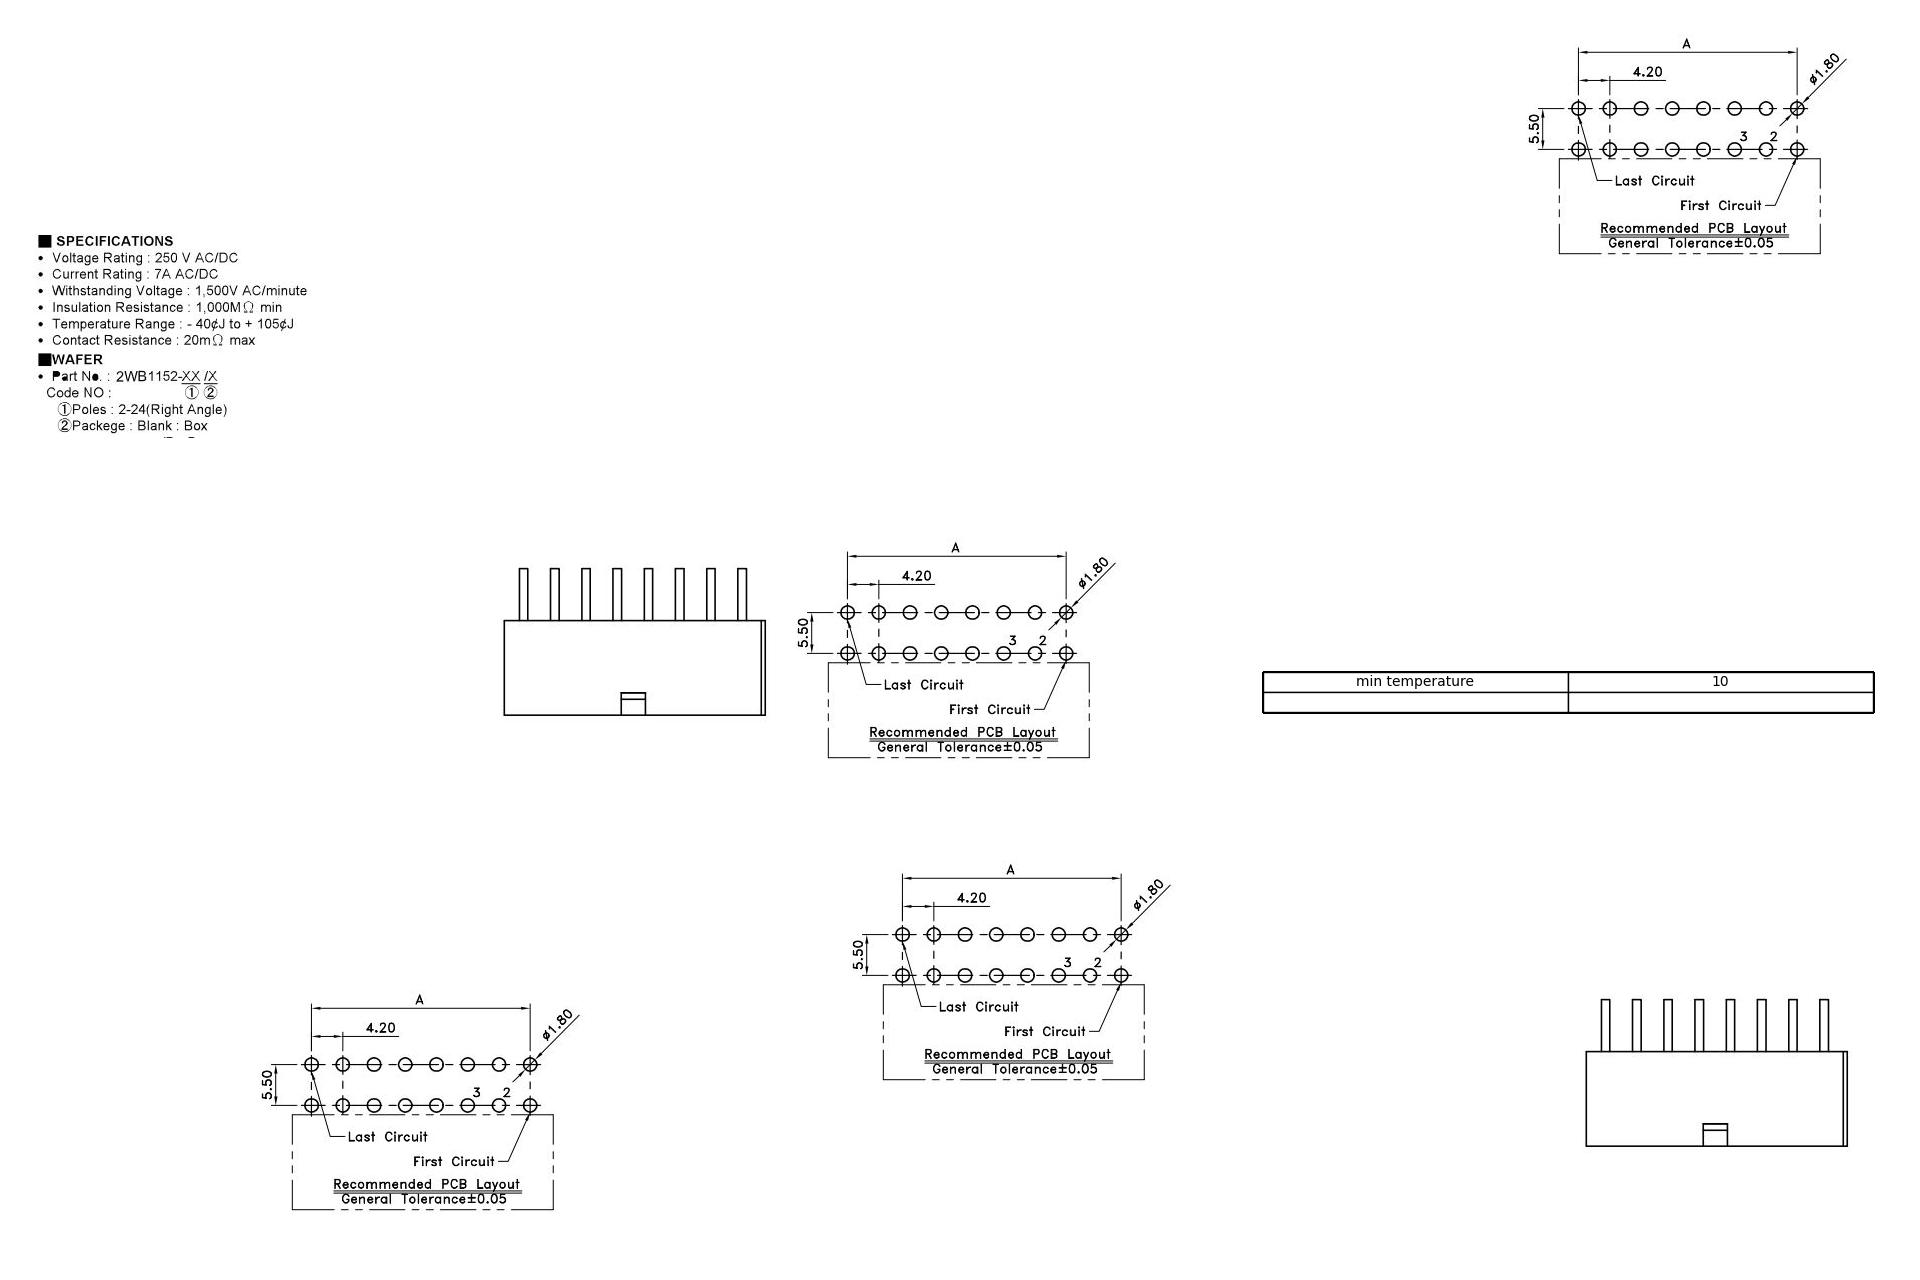 A
4.20
ø1.80
5.50
3 2
Last Circuit
First Circuit
Recommended PCB Layout
General Tolerance±0.05
■ SPECIFICATIONS
• Voltage Rating : 250 V AC/DC
• Current Rating : 7A AC/DC
• Withstanding Voltage : 1,500V AC/minute
• Insulation Resistance : 1,000MΩ min
• Temperature Range : - 40¢J to + 105¢J
• Contact Resistance : 20mΩ max
■WAFER
• Part No. : 2WB1152-XX /X
Code NO : ① ②
①Poles : 2-24(Right Angle)
②Packege : Blank : Box
A
4.20
ø1.80
5.50
3 2
Last Circuit
First Circuit
Recommended PCB Layout
General Tolerance±0.05
min temperature 10
A
4.20
ø1.80
5.50
3 2
Last Circuit
First Circuit
Recommended PCB Layout
General Tolerance±0.05
A
4.20
ø1.80
5.50
3 2
Last Circuit
First Circuit
Recommended PCB Layout
General Tolerance±0.05